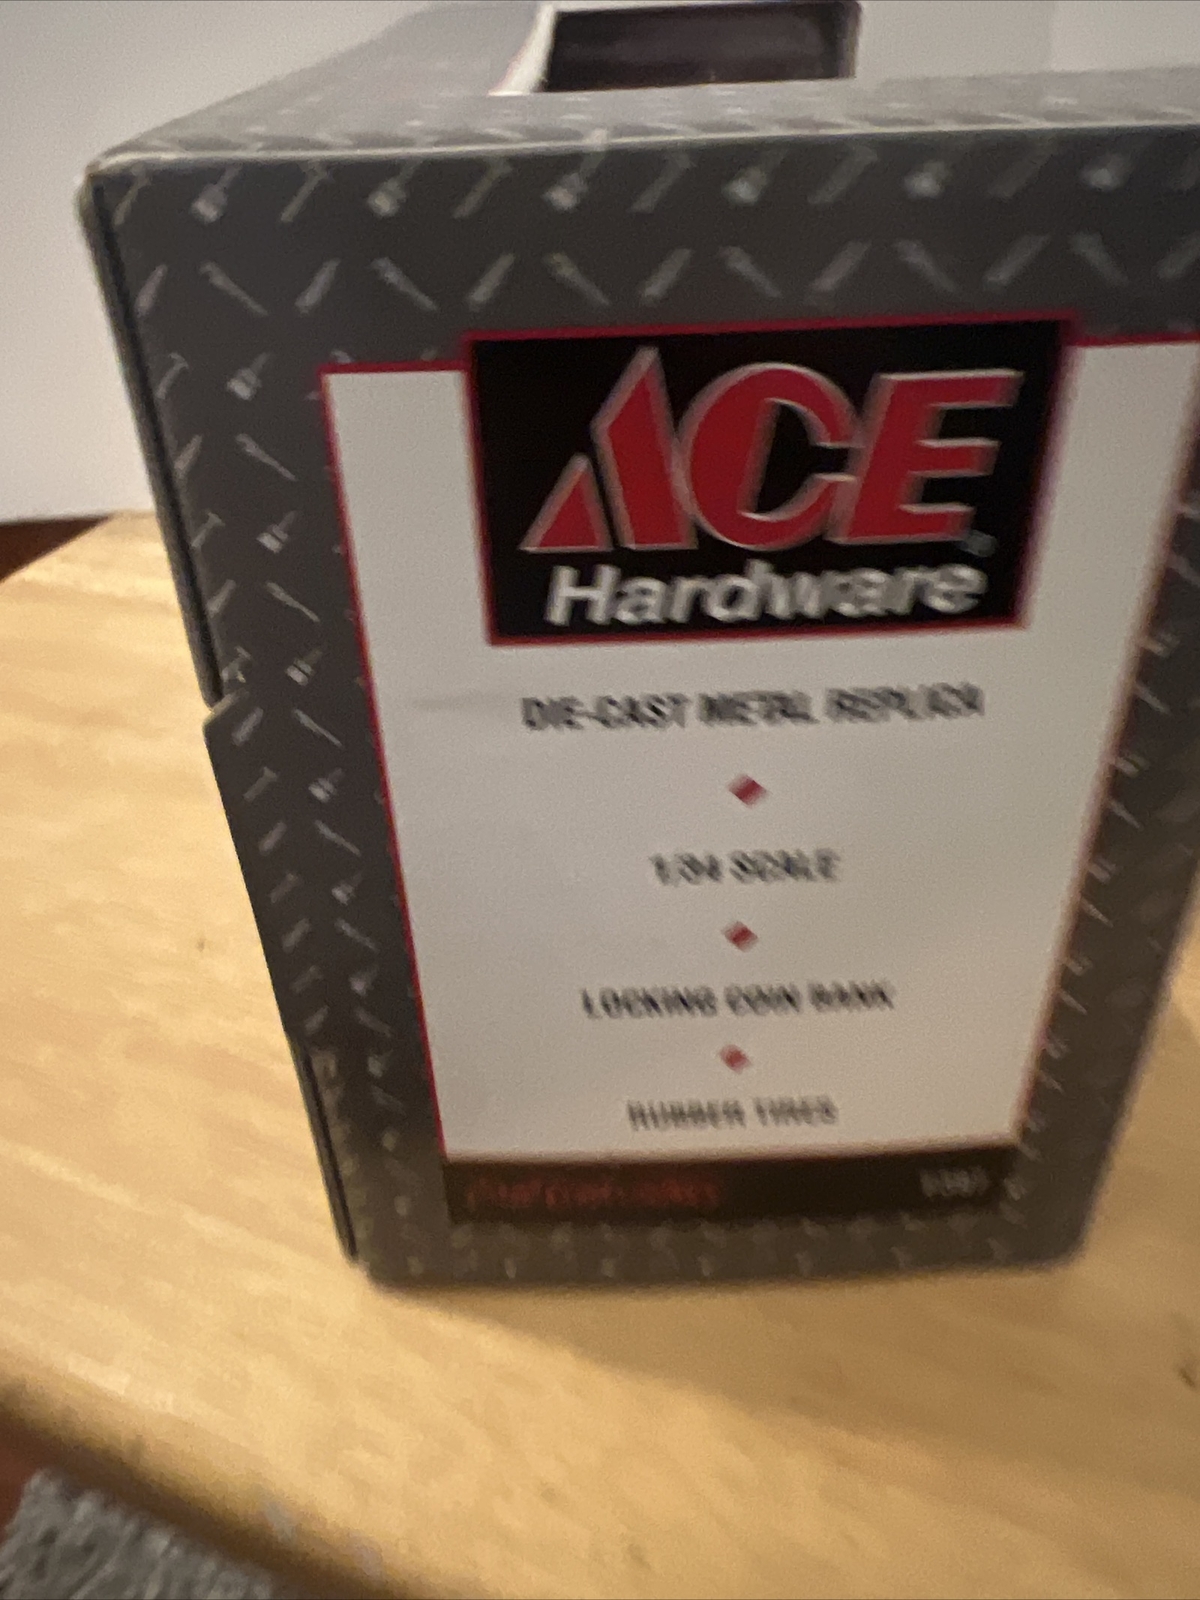 ACE
Hardware
DIE-CAST METAL REPLICA
1/34 SCALE
LOCKING COIN BANK
RUBBER TIRES